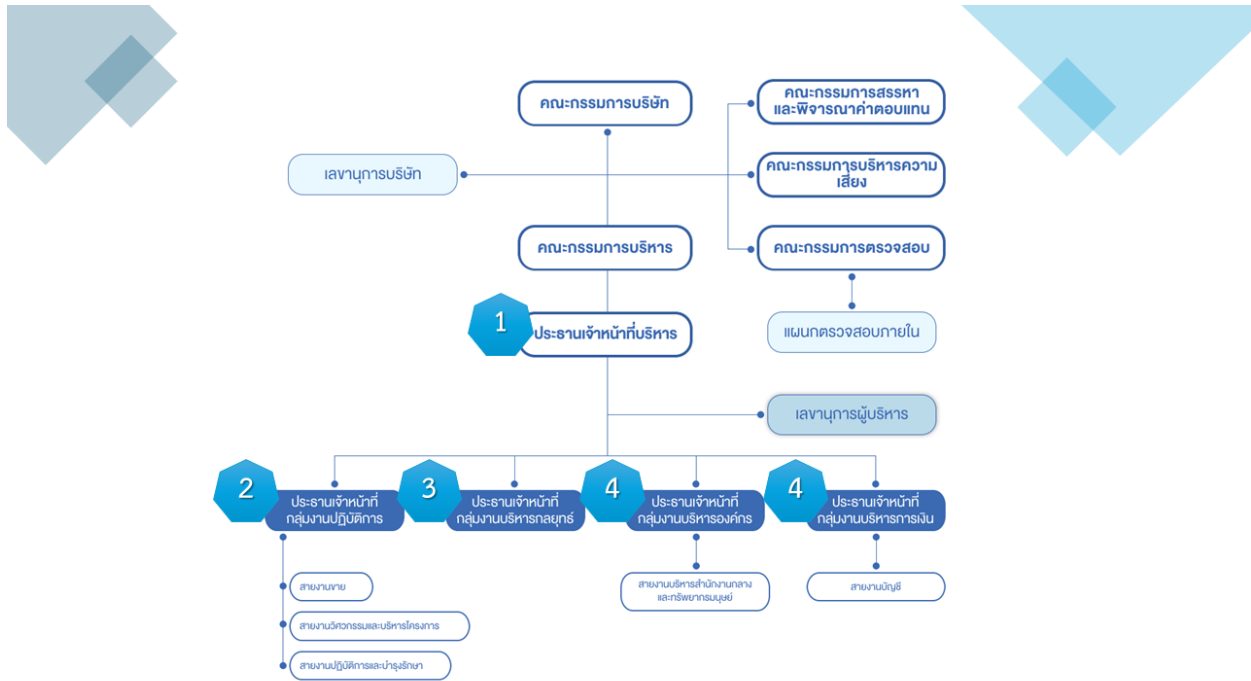 คณะกรรมการบริษัท
คณะกรรมการสรรหา
และพิจารณาค่าตอบแทน
เลขานุการบริษัท
คณะกรรมการบริหารความ
เสี่ยง
คณะกรรมการบริหาร
คณะกรรมการตรวจสอบ
1
ประธานเจ้าหน้าที่บริหาร
แผนกตรวจสอบภายใน
เลขานุการผู้บริหาร
2
ประธานเจ้าหน้าที่
กลุ่มงานปฏิบัติการ
3
ประธานเจ้าหน้าที่
กลุ่มงานบริหารกลยุทธ์
4
ประธานเจ้าหน้าที่
กลุ่มงานบริหารองค์กร
4
ประธานเจ้าหน้าที่
กลุ่มงานบริหารการเงิน
สายงานขาย
สายงานวิศวกรรมและบริหารโครงการ
สายงานปฏิบัติการและบำรุงรักษา
สายงานบริหารสำนักงานกลาง
และทรัพยากรมนุษย์
สายงานบัญชี